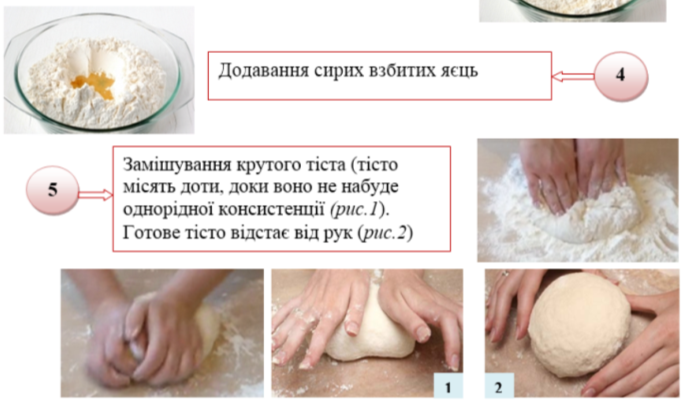 Додавання сирих взбитих яєць
4
5
Замішування крутого тіста (тісто
місять доти, доки воно не набуде
однорідної консистенції (рис.1).
Готове тісто відстає від рук (рис.2)
1
2